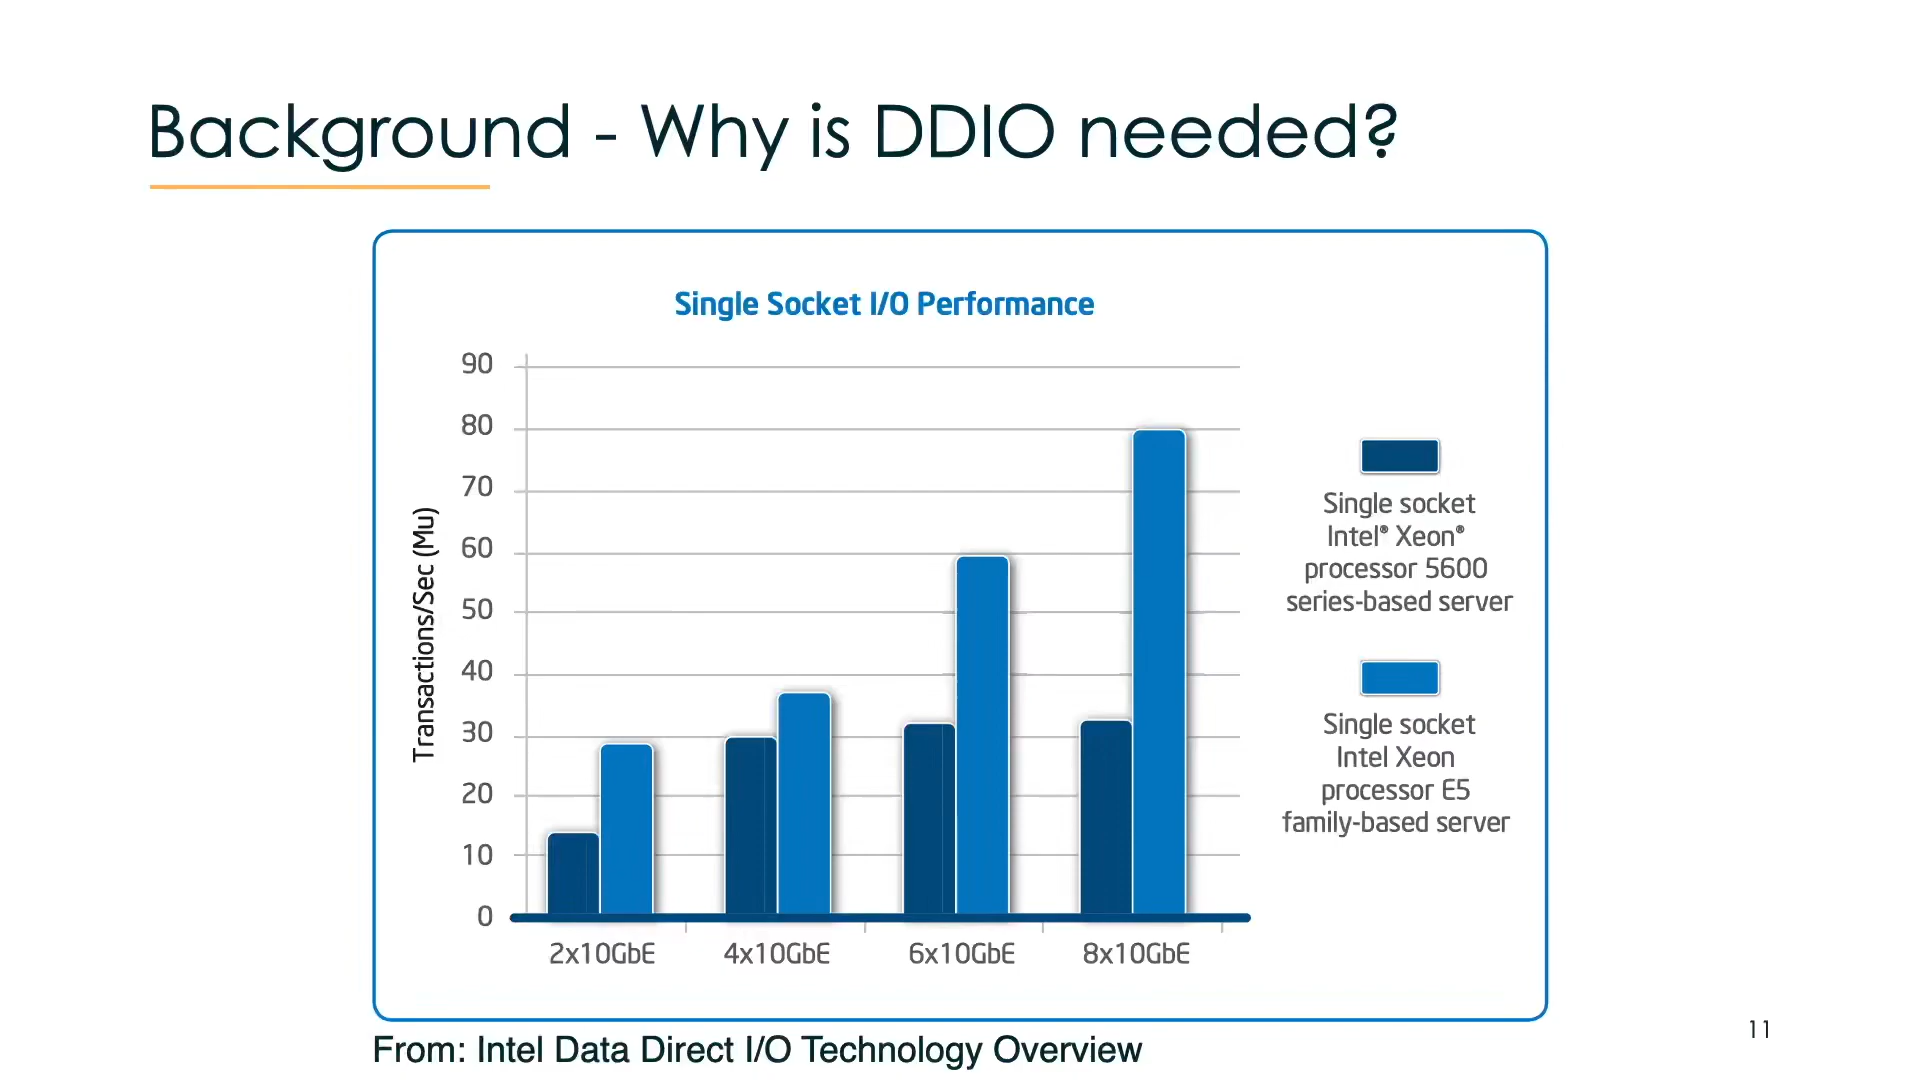 Background - Why is DDIO needed?
Single Socket I/O Performance
Transactions/Sec (Mu)
90
80
70
60
50
40
30
20
10
0
2x10GbE 4x10GbE 6x10GbE 8x10GbE
Single socket
Intel® Xeon®
processor 5600
series-based server
Single socket
Intel Xeon
processor E5
family-based server
From: Intel Data Direct I/O Technology Overview
11